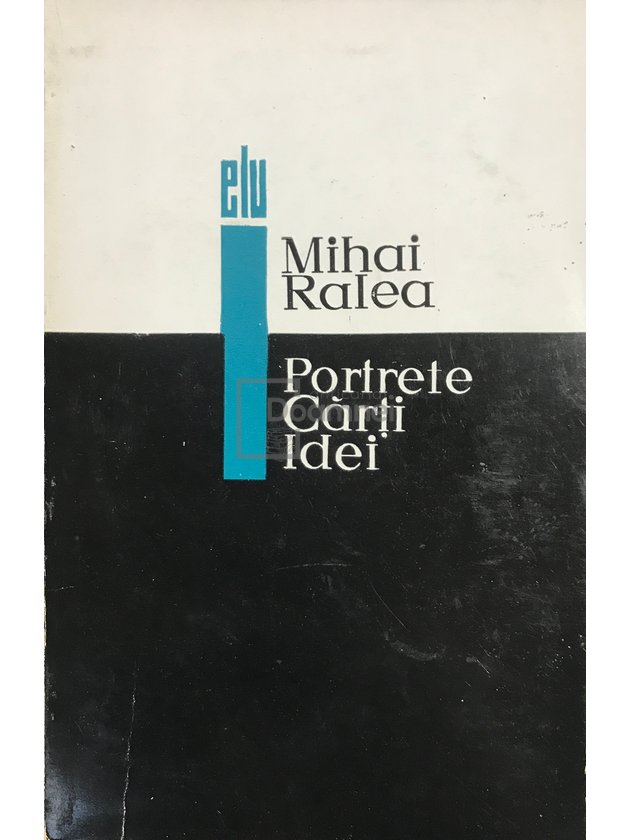 elu
Mihai
Ralea
Portrete
Cărți
Idei